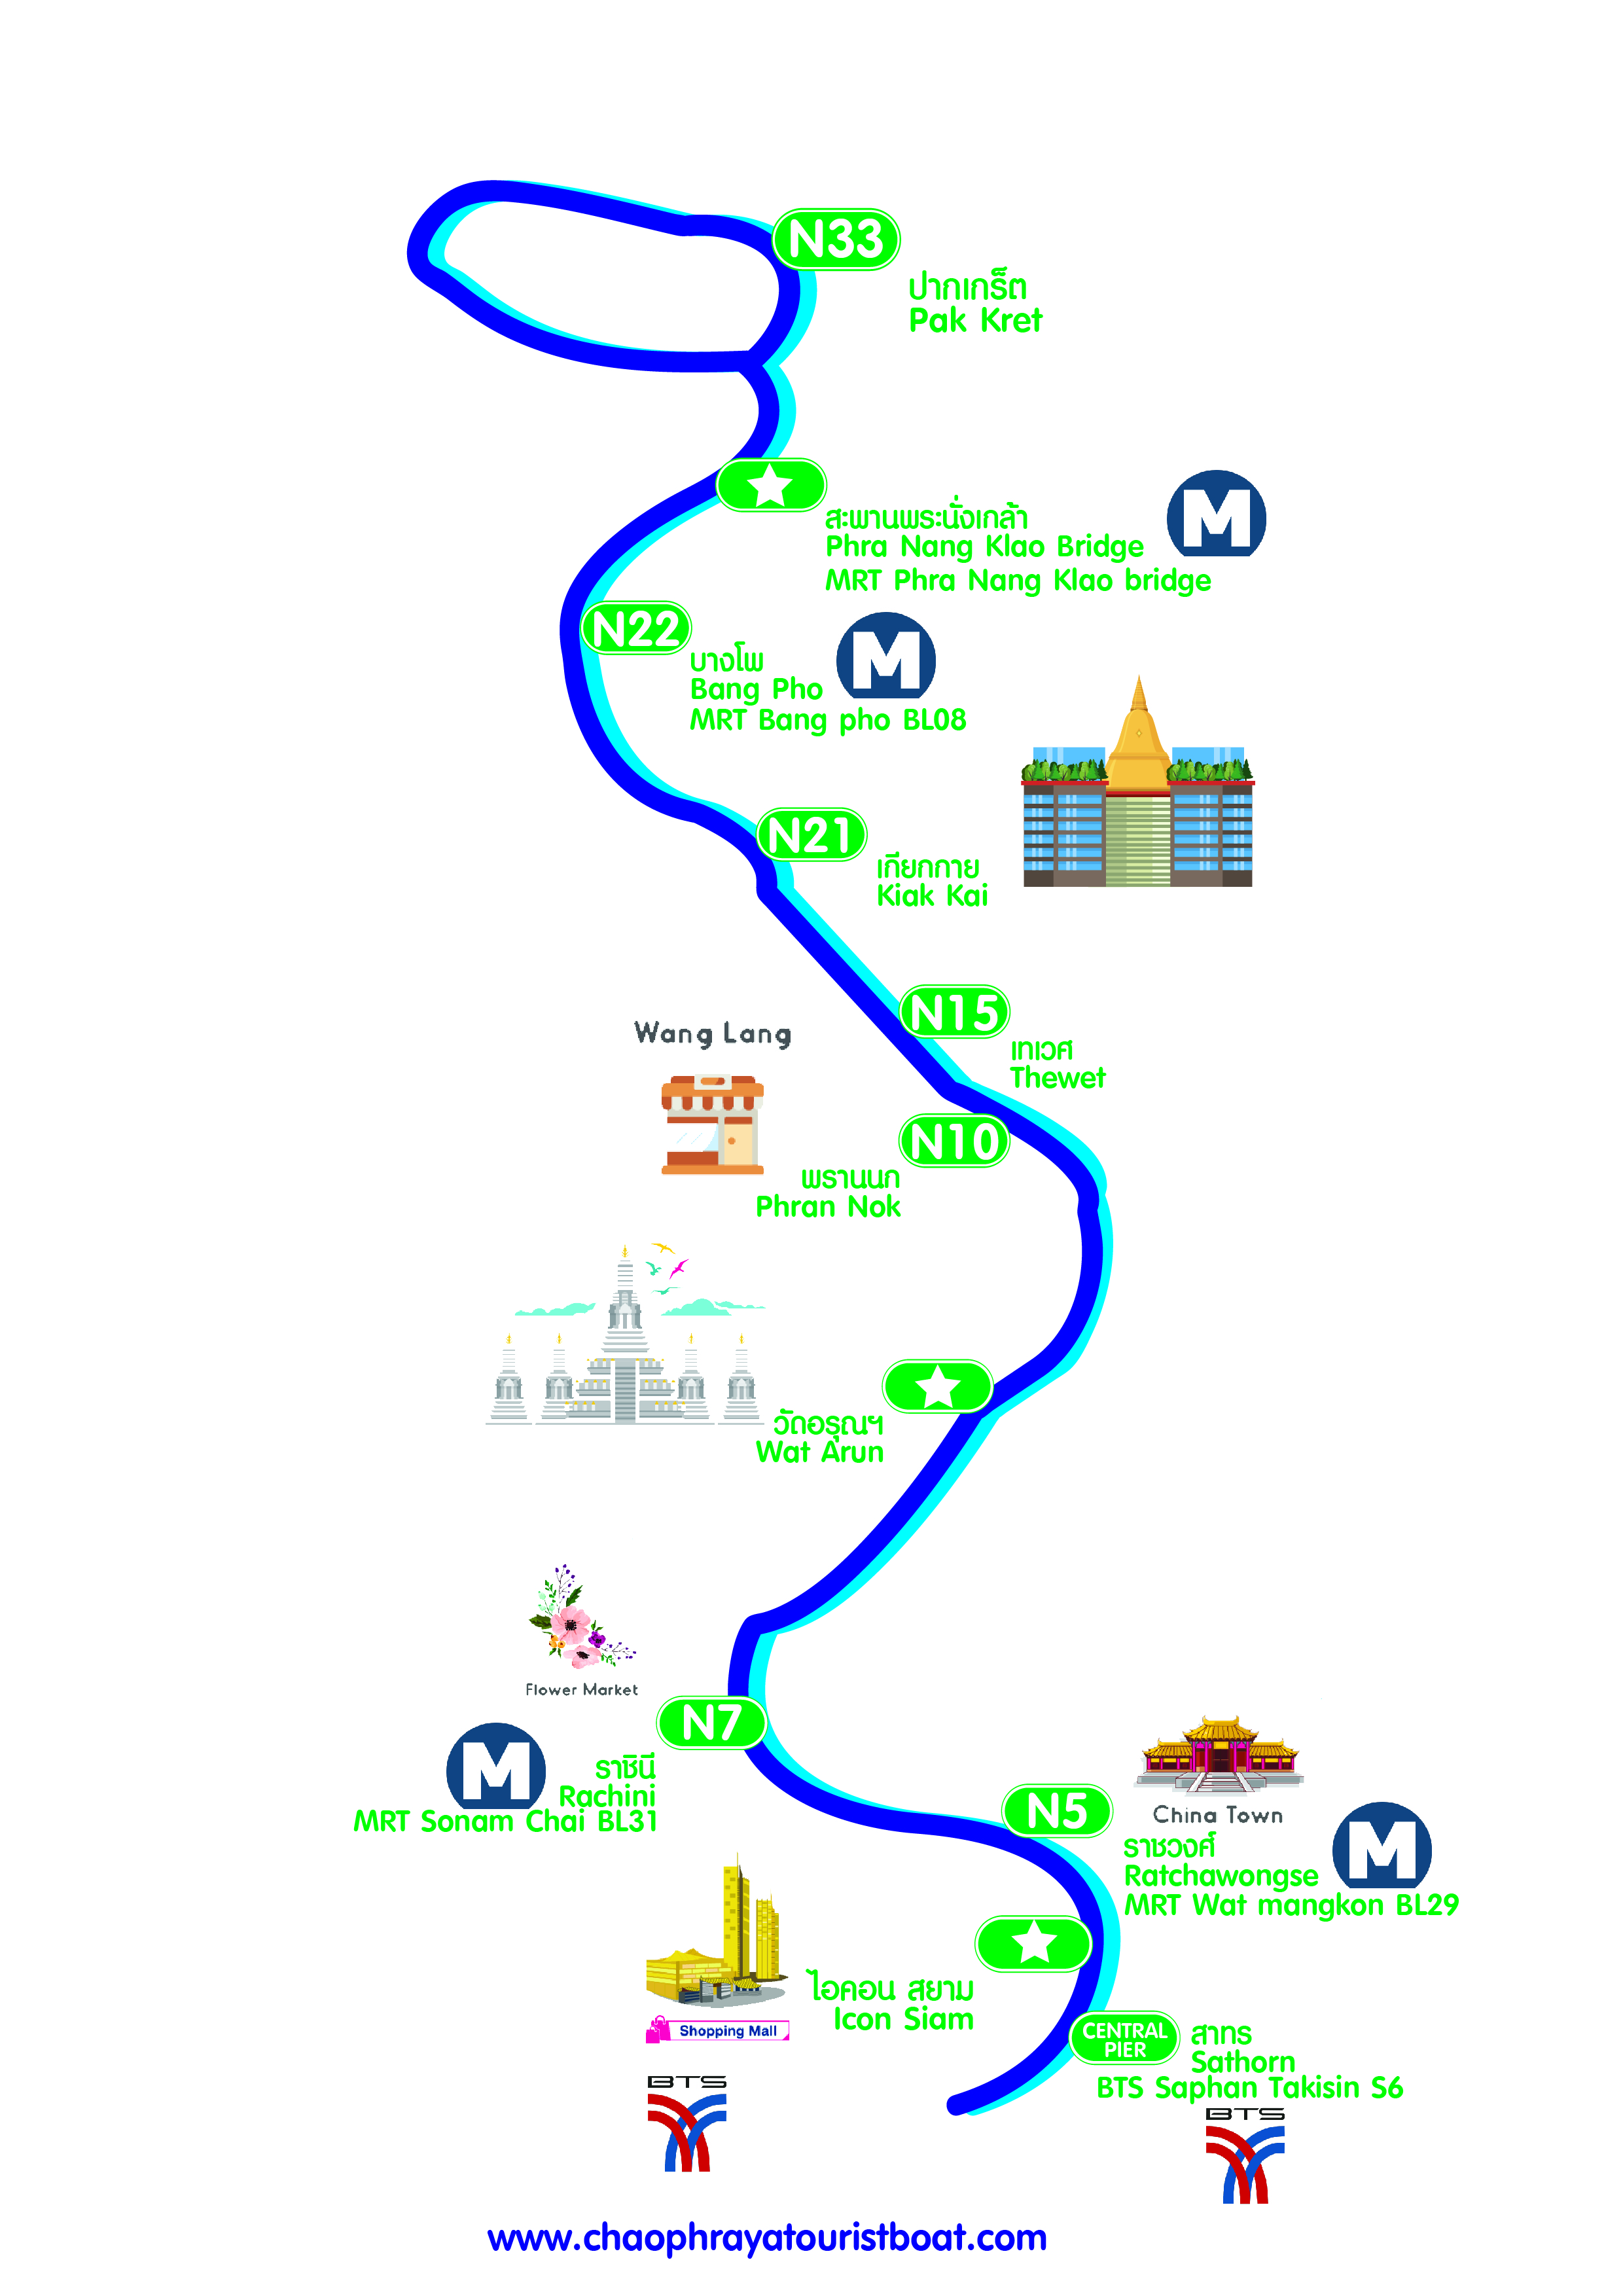 N33
ปากเกร็ด
Pak Kret
สะพานพระนั่งเกล้า
Phra Nang Klao Bridge
MRT Phra Nang Klao bridge
M
N22
บางโพ
Bang Pho
MRT Bang pho BL08
M
N21
เกียกกาย
Kiak Kai
N15
เทเวศ
Thewet
Wang Lang
N10
พรานนก
Phran Nok
วัดอรุณฯ
Wat Arun
Flower Market
N7
M
ราชินี
Rachini
MRT Sonam Chai BL31
N5
China Town
ราชวงศ์
Ratchawongse
MRT Wat mangkon BL29
M
ไอคอน สยาม
Icon Siam
Shopping Mall
BTS
CENTRAL
PIER
สาทร
Sathorn
BTS Saphan Takisin S6
BTS
www.chaophrayatouristboat.com